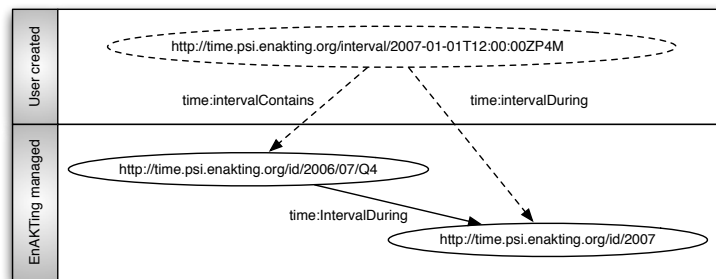 User created
http://time.psi.enakting.org/interval/2007-01-01T12:00:00ZP4M
time:intervalContains
time:intervalDuring
EnAKTing managed
http://time.psi.enakting.org/id/2006/07/Q4
time:IntervalDuring
http://time.psi.enakting.org/id/2007